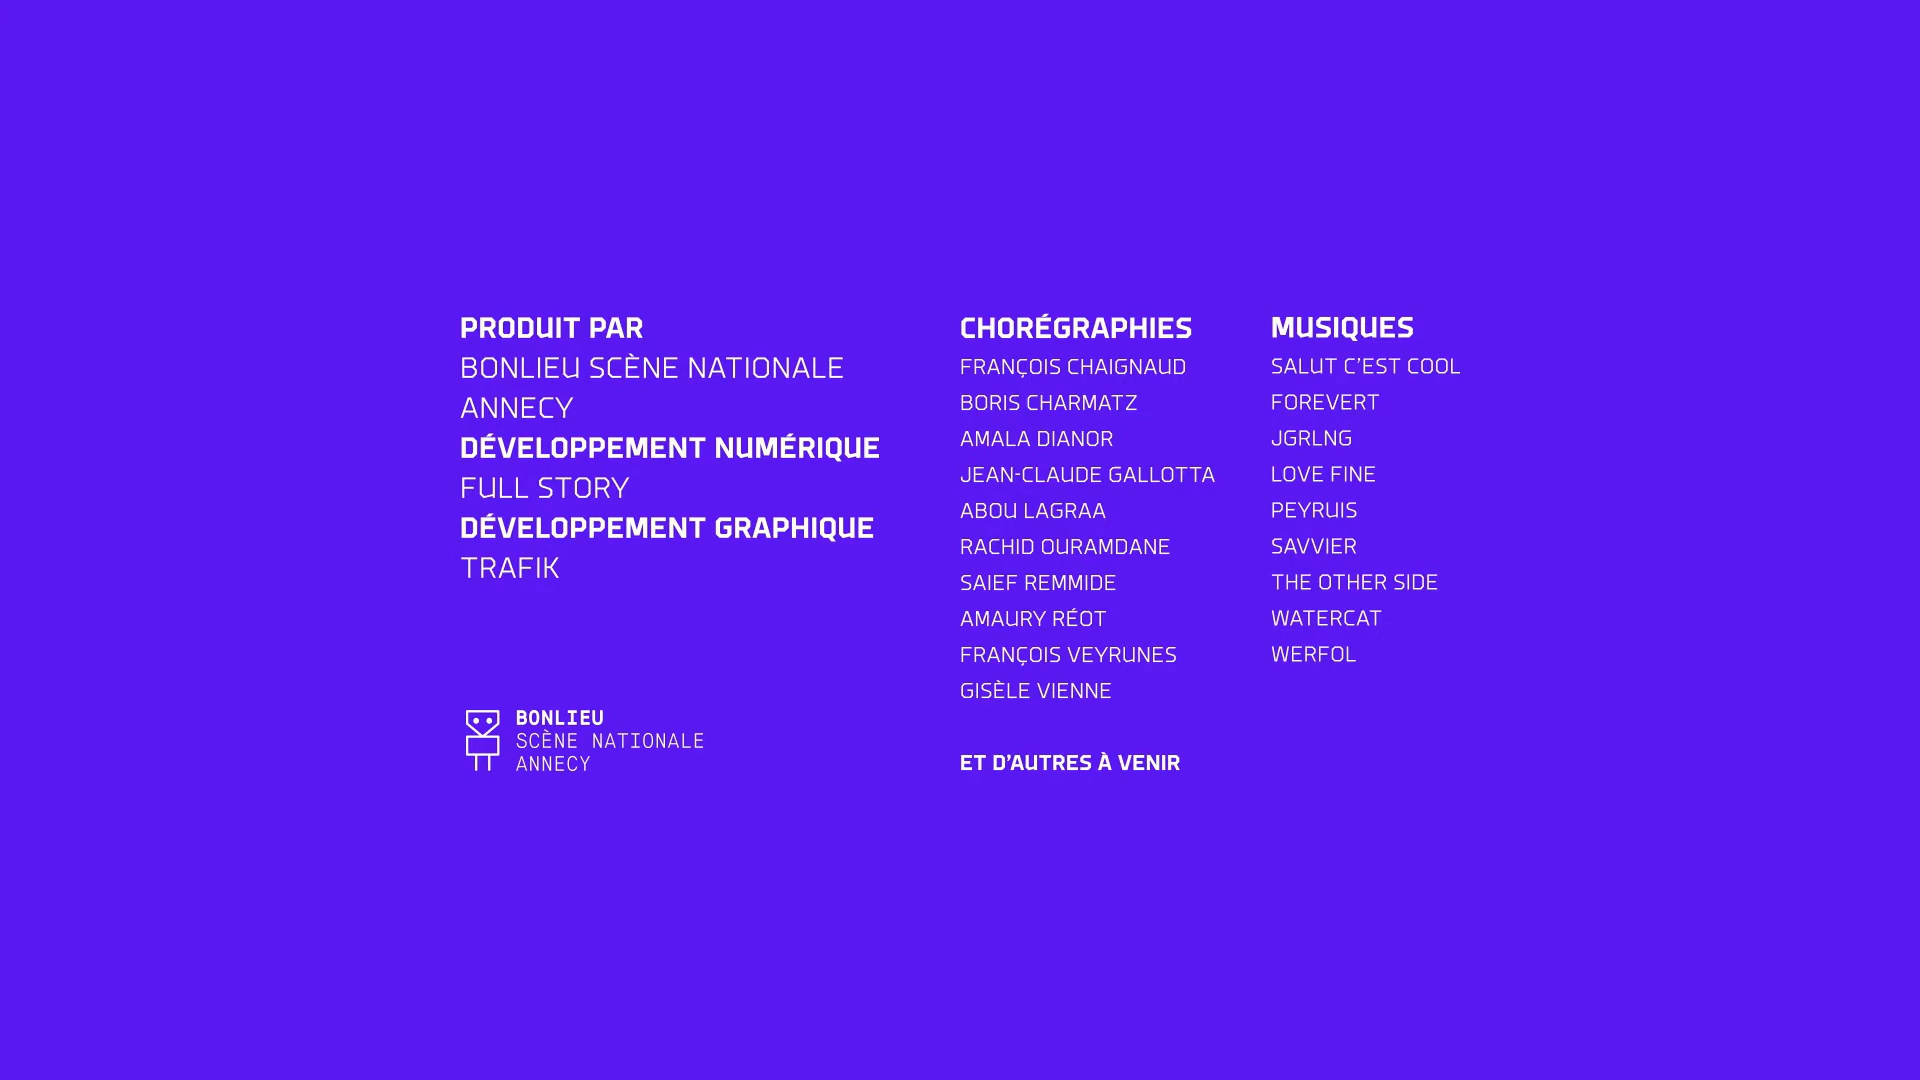 PRODUIT PAR
BONLIEU SCÈNE NATIONALE
ANNECY
DÉVELOPPEMENT NUMÉRIQUE
FULL STORY
DÉVELOPPEMENT GRAPHIQUE
TRAFIK
BONLIEU
SCÈNE NATIONALE
ANNECY
CHORÉGRAPHIES
FRANÇOIS CHAIGNAUD
BORIS CHARMATZ
AMALA DIANOR
JEAN-CLAUDE GALLOTTA
ABOU LAGRAA
RACHID OURAMDANE
SAIEF REMMIDE
AMAURY RÉOT
FRANÇOIS VEYRUNES
GISÈLE VIENNE
ET D’AUTRES À VENIR
MUSIQUES
SALUT C’EST COOL
FOREVERT
JGRLNG
LOVE FINE
PEYRUIS
SAVVIER
THE OTHER SIDE
WATERCAT
WERFOL